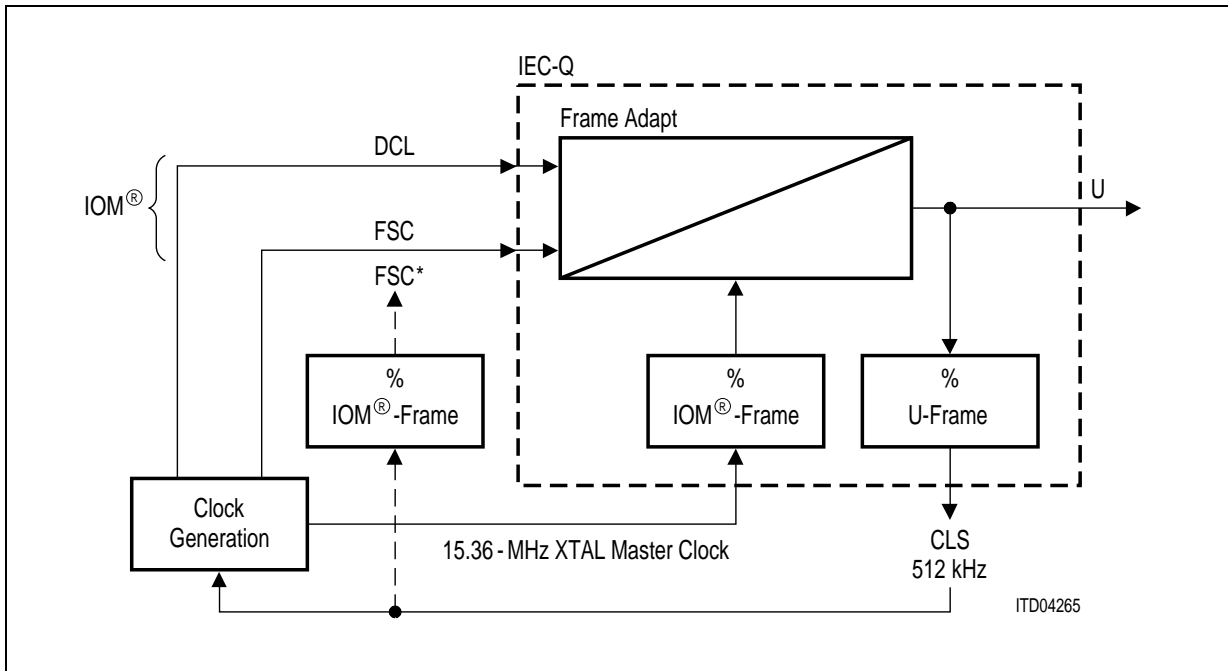 IEC-Q
Frame Adapt
DCL
IOM®
U
FSC
FSC*
%
IOM®-Frame
%
IOM®-Frame
%
U-Frame
Clock
Generation
15.36 - MHz XTAL Master Clock
CLS
512 kHz
ITD04265